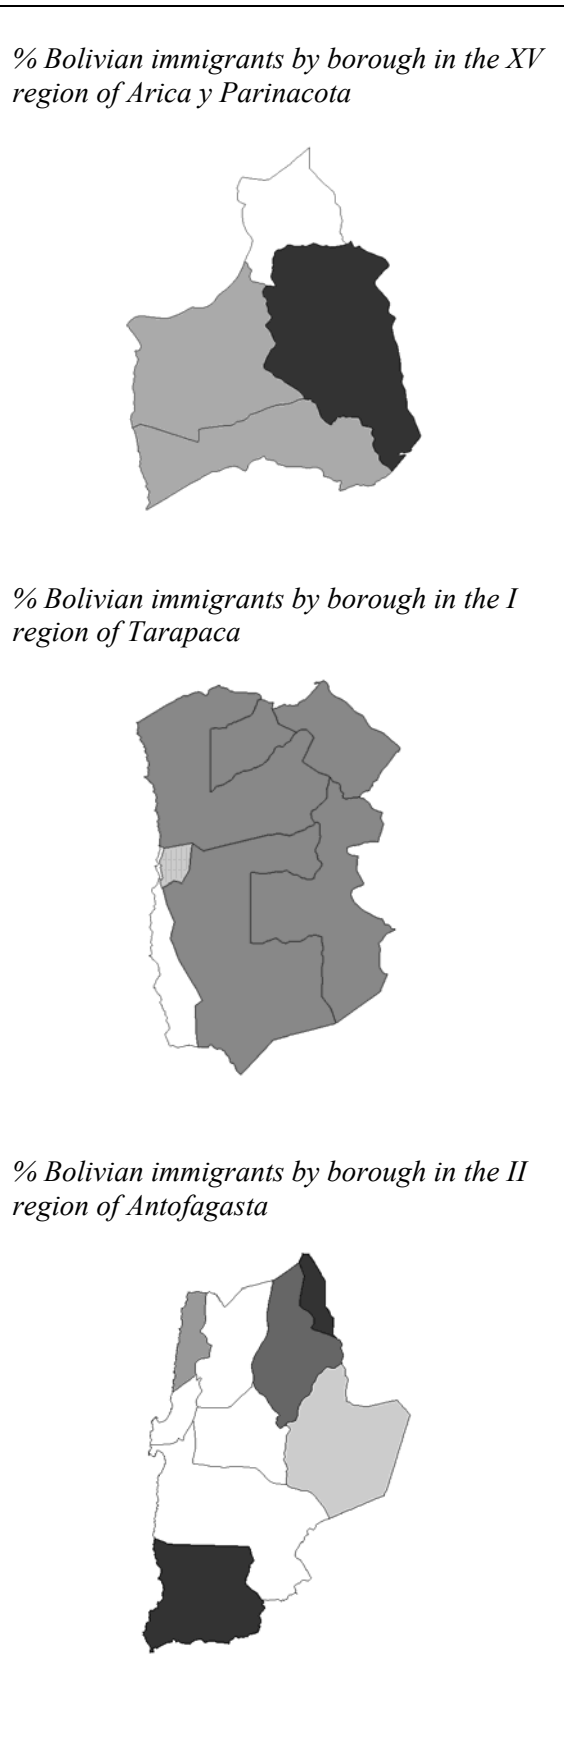 % Bolivian immigrants by borough in the XV
region of Arica y Parinacota
% Bolivian immigrants by borough in the I
region of Tarapaca
% Bolivian immigrants by borough in the II
region of Antofagasta